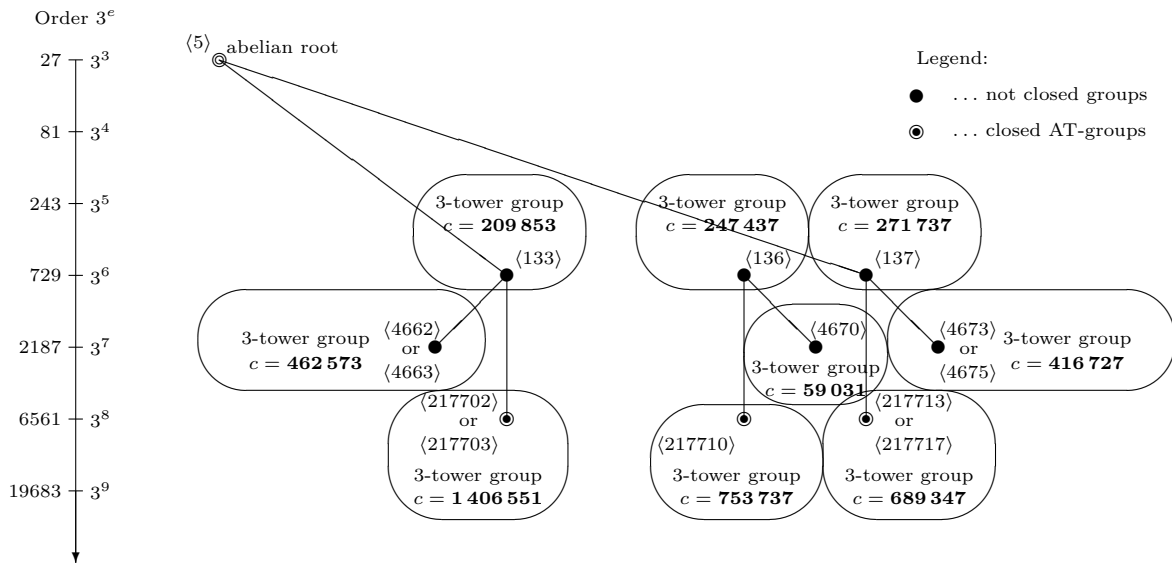 Order 3^e
⟨5⟩ abelian root
27 3^3
Legend:
... not closed groups
81 3^4
... closed AT-groups
243 3^5
3-tower group
c = 209 853
3-tower group
c = 247 437
3-tower group
c = 271 737
⟨133⟩
⟨136⟩
⟨137⟩
729 3^6
2187 3^7
3-tower group
c = 462 573
⟨4662⟩
or
⟨4663⟩
⟨4670⟩
3-tower group
c = 59 031
⟨4673⟩
or
⟨4675⟩
3-tower group
c = 416 727
6561 3^8
⟨217702⟩
or
⟨217703⟩
3-tower group
c = 1 406 551
⟨217710⟩
3-tower group
c = 753 737
⟨217713⟩
or
⟨217717⟩
3-tower group
c = 689 347
19683 3^9